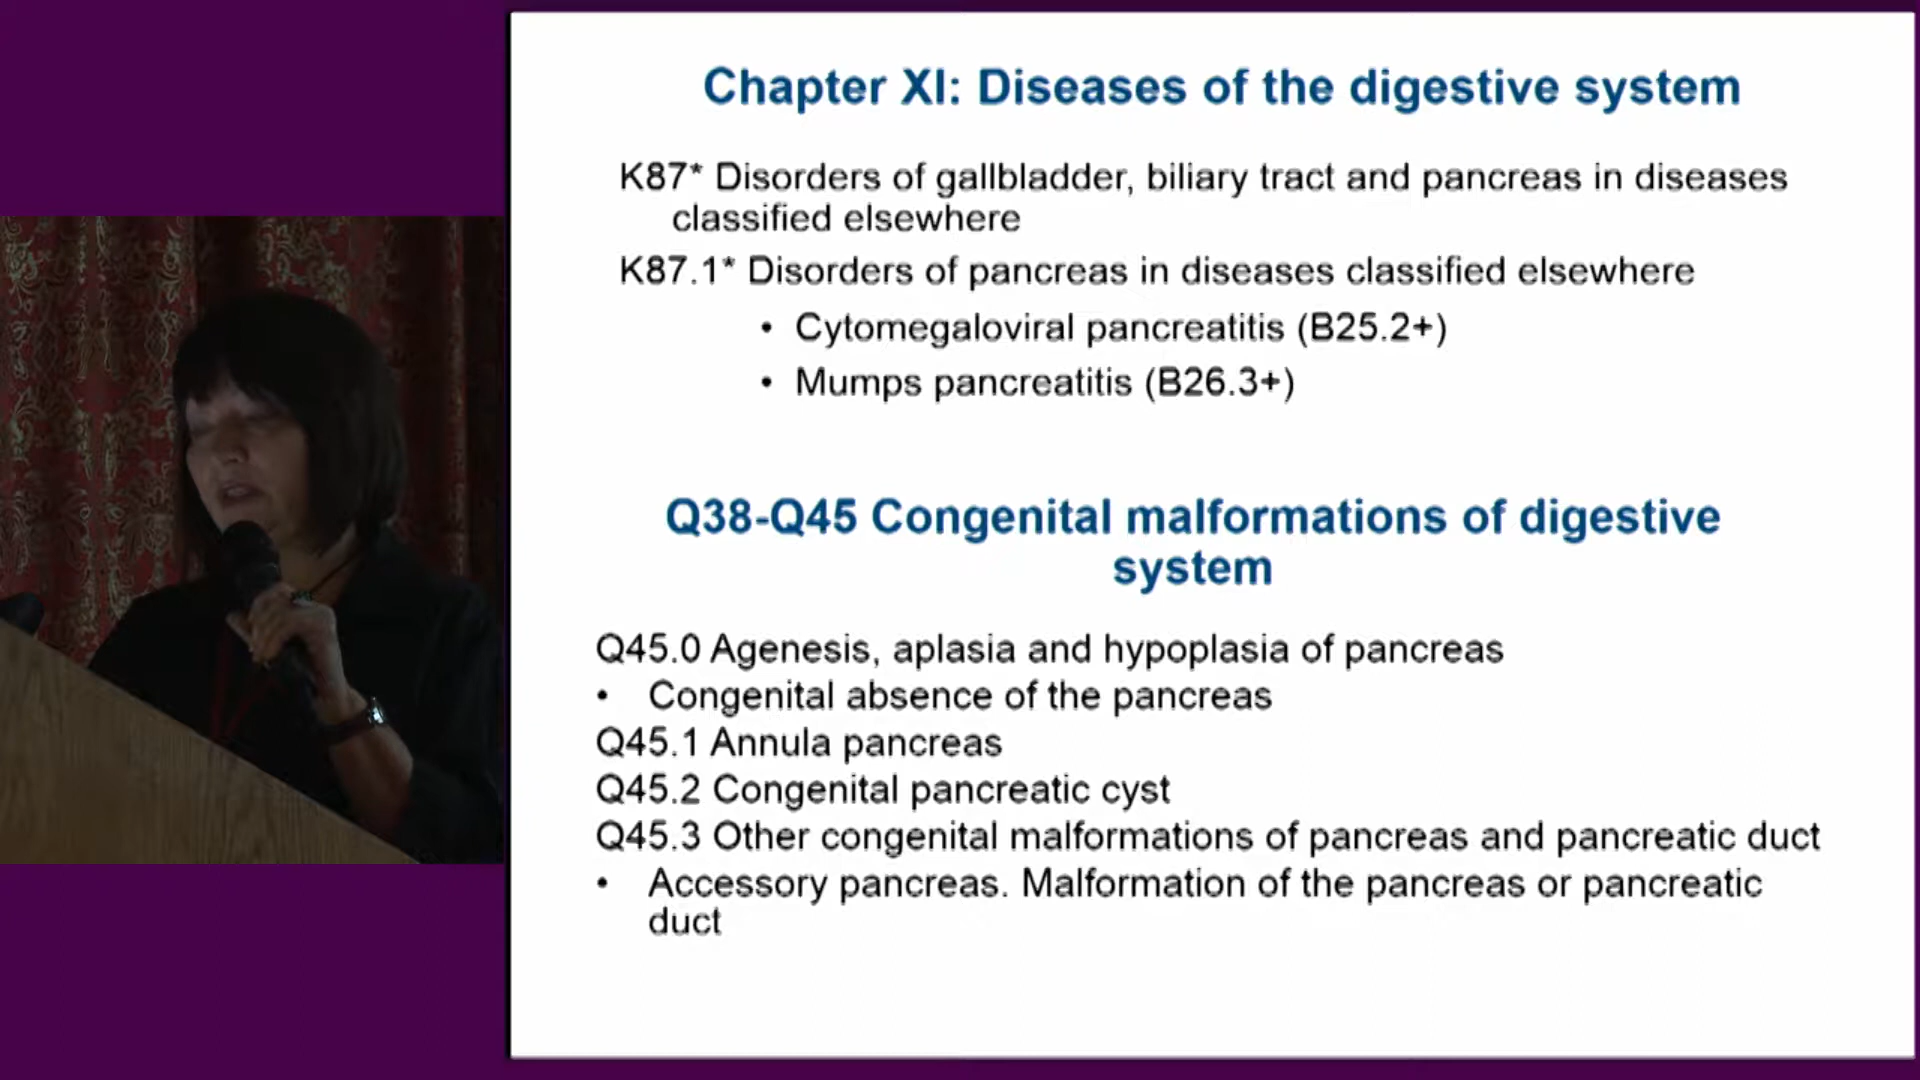 Chapter XI: Diseases of the digestive system
K87* Disorders of gallbladder, biliary tract and pancreas in diseases
classified elsewhere
K87.1* Disorders of pancreas in diseases classified elsewhere
• Cytomegaloviral pancreatitis (B25.2+)
• Mumps pancreatitis (B26.3+)
Q38-Q45 Congenital malformations of digestive
system
Q45.0 Agenesis, aplasia and hypoplasia of pancreas
• Congenital absence of the pancreas
Q45.1 Annula pancreas
Q45.2 Congenital pancreatic cyst
Q45.3 Other congenital malformations of pancreas and pancreatic duct
• Accessory pancreas. Malformation of the pancreas or pancreatic
duct